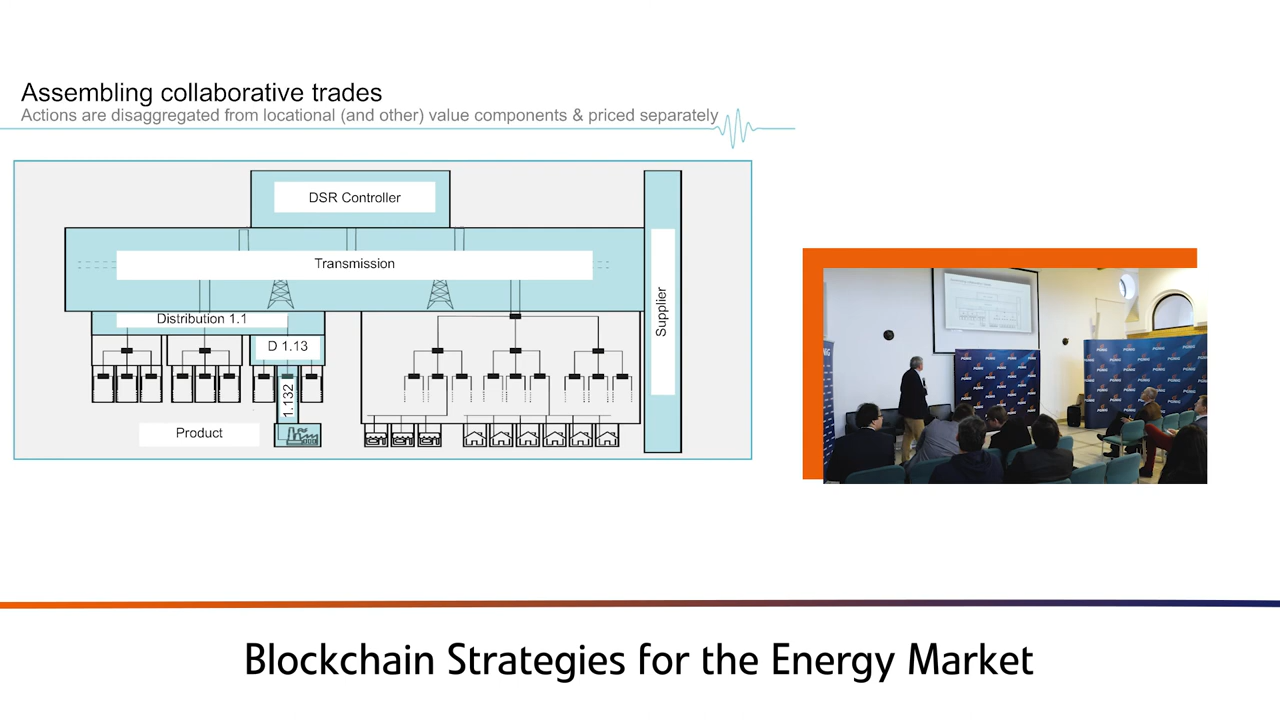 Assembling collaborative trades
Actions are disaggregated from locational (and other) value components & priced separately
DSR Controller
Transmission
Distribution 1.1
D 1.13
1.132
Product
Supplier
PGNiG
Blockchain Strategies for the Energy Market